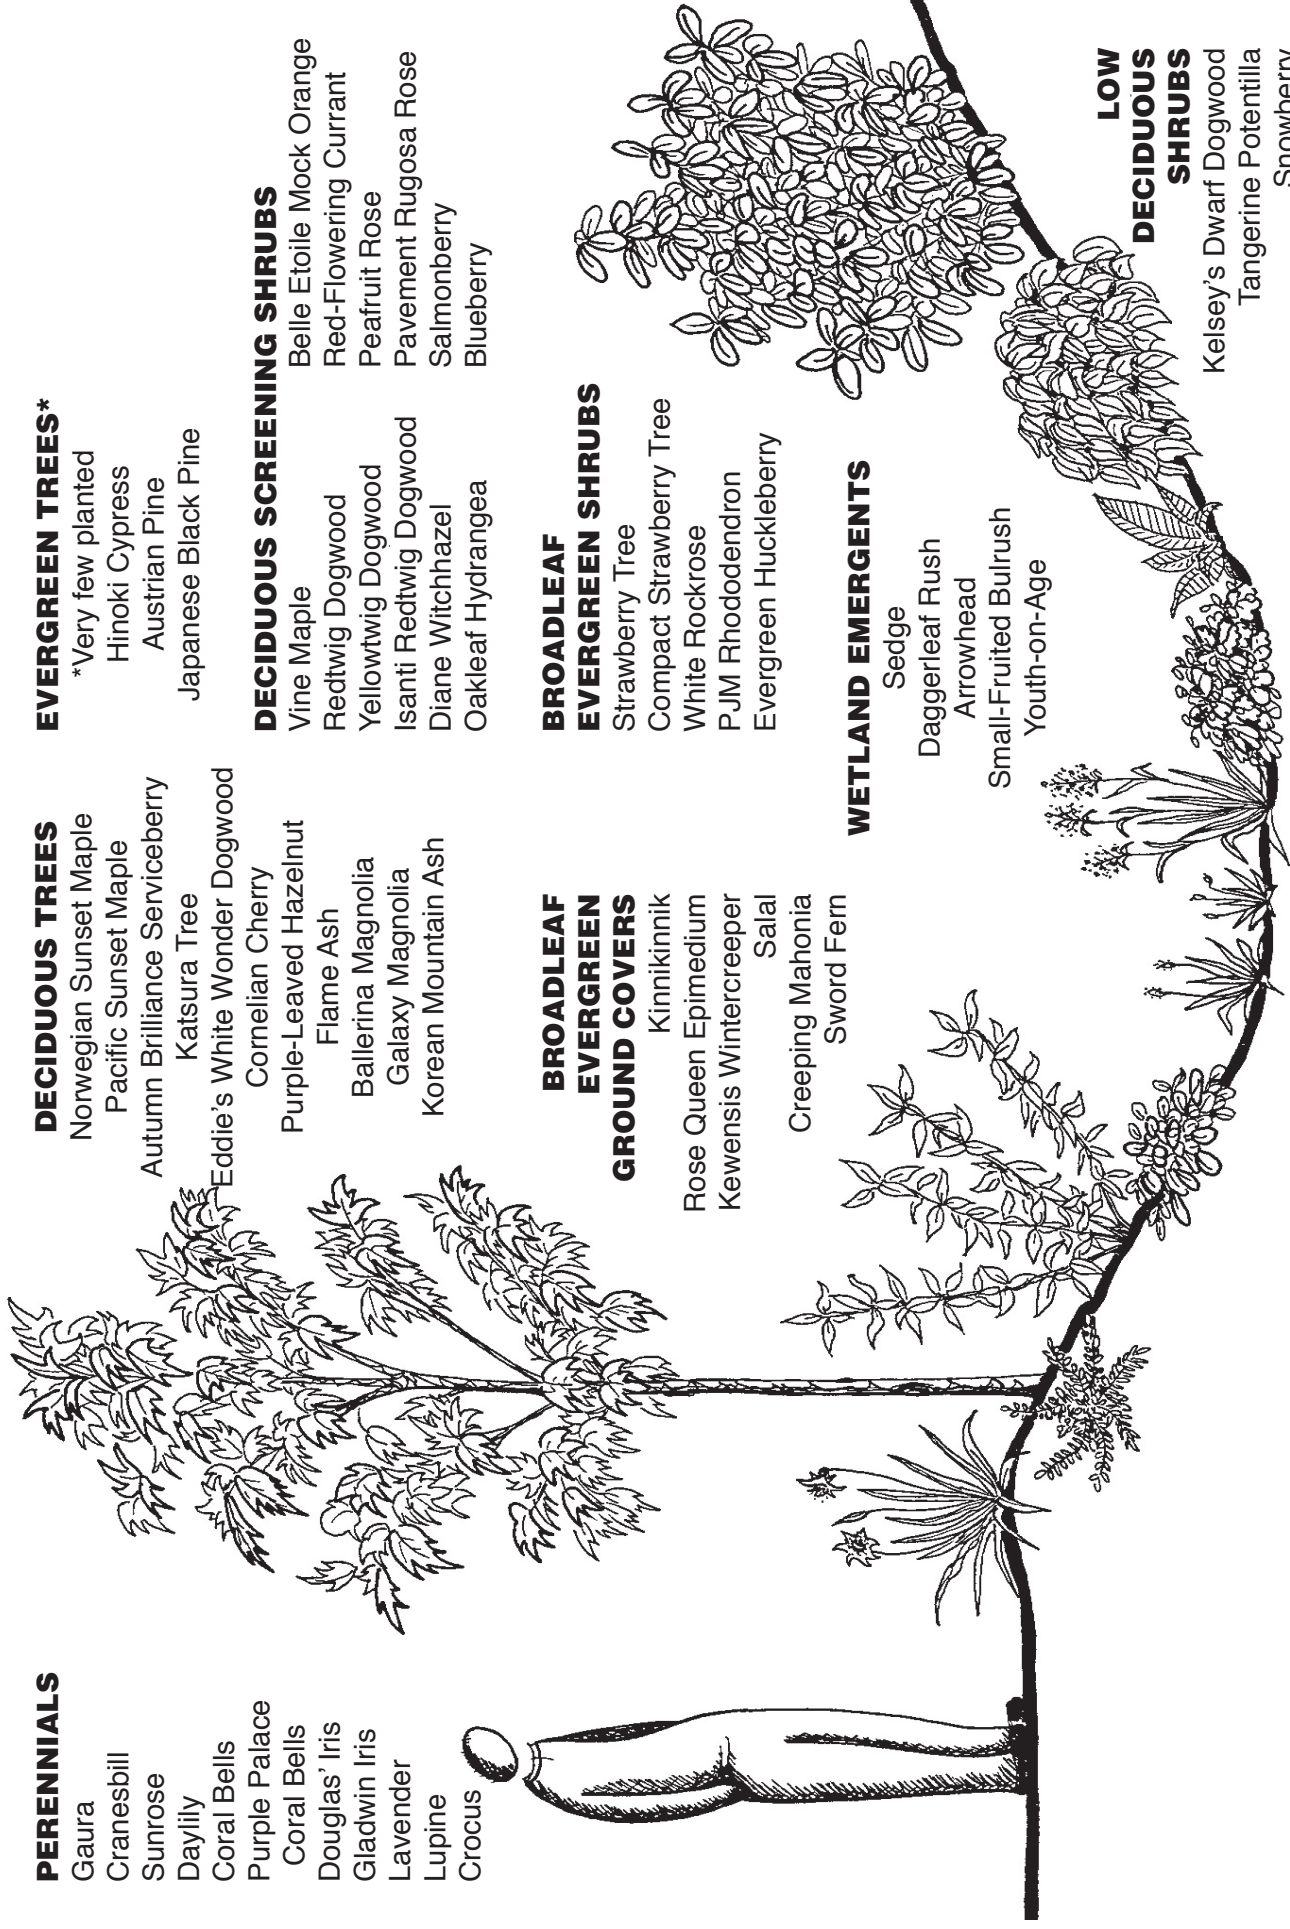 PERENNIALS
Gaura
Cranesbill
Sunrose
Daylily
Coral Bells
Purple Palace
Coral Bells
Douglas' Iris
Gladwin Iris
Lavender
Lupine
Crocus
DECIDUOUS TREES
Norwegian Sunset Maple
Pacific Sunset Maple
Autumn Brilliance Serviceberry
Katsura Tree
Eddie's White Wonder Dogwood
Cornelian Cherry
Purple-Leaved Hazelnut
Flame Ash
Ballerina Magnolia
Galaxy Magnolia
Korean Mountain Ash
EVERGREEN TREES*
*Very few planted
Hinoki Cypress
Austrian Pine
Japanese Black Pine
DECIDUOUS SCREENING SHRUBS
Vine Maple
Redtwig Dogwood
Yellowtwig Dogwood
Isanti Redtwig Dogwood
Diane Witchhazel
Oakleaf Hydrangea
Belle Etoile Mock Orange
Red-Flowering Currant
Peafruit Rose
Pavement Rugosa Rose
Salmonberry
Blueberry
BROADLEAF
EVERGREEN
GROUND COVERS
Kinnikinnik
Rose Queen Epimedium
Kewensis Wintercreeper
Salal
Creeping Mahonia
Sword Fern
BROADLEAF
EVERGREEN SHRUBS
Strawberry Tree
Compact Strawberry Tree
White Rockrose
PJM Rhododendron
Evergreen Huckleberry
WETLAND EMERGENTS
Sedge
Daggerleaf Rush
Arrowhead
Small-Fruited Bulrush
Youth-on-Age
LOW
DECIDUOUS
SHRUBS
Kelsey's Dwarf Dogwood
Tangerine Potentilla
Snowberry